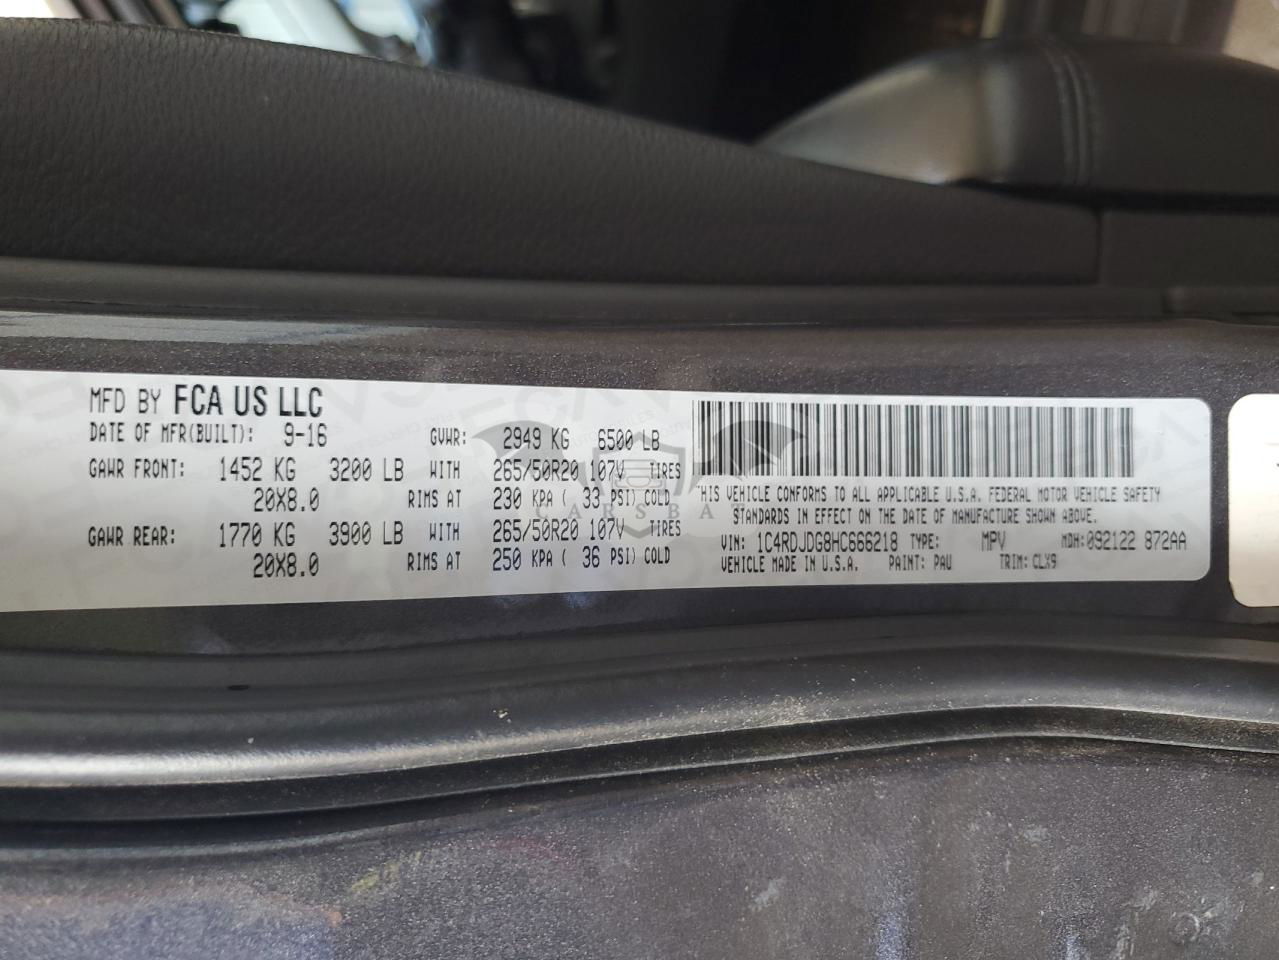 MFD BY FCA US LLC
DATE OF MFR(BUILT): 9-16 GVWR: 2949 KG 6500 LB
GAWR FRONT: 1452 KG 3200 LB WITH 265/50R20 107V TIRES
20X8.0 RIMS AT 230 KPA ( 33 PSI) COLD
GAWR REAR: 1770 KG 3900 LB WITH 265/50R20 107V TIRES
20X8.0 RIMS AT 250 KPA ( 36 PSI) COLD
HIS VEHICLE CONFORMS TO ALL APPLICABLE U.S.A. FEDERAL MOTOR VEHICLE SAFETY
STANDARDS IN EFFECT ON THE DATE OF MANUFACTURE SHOWN ABOVE.
VIN: 1C4RDJDG8HC666218 TYPE: MPV MDH: 092122 872AA
VEHICLE MADE IN U.S.A. PAINT: PAU TRIM: CLX9
CARSBAT